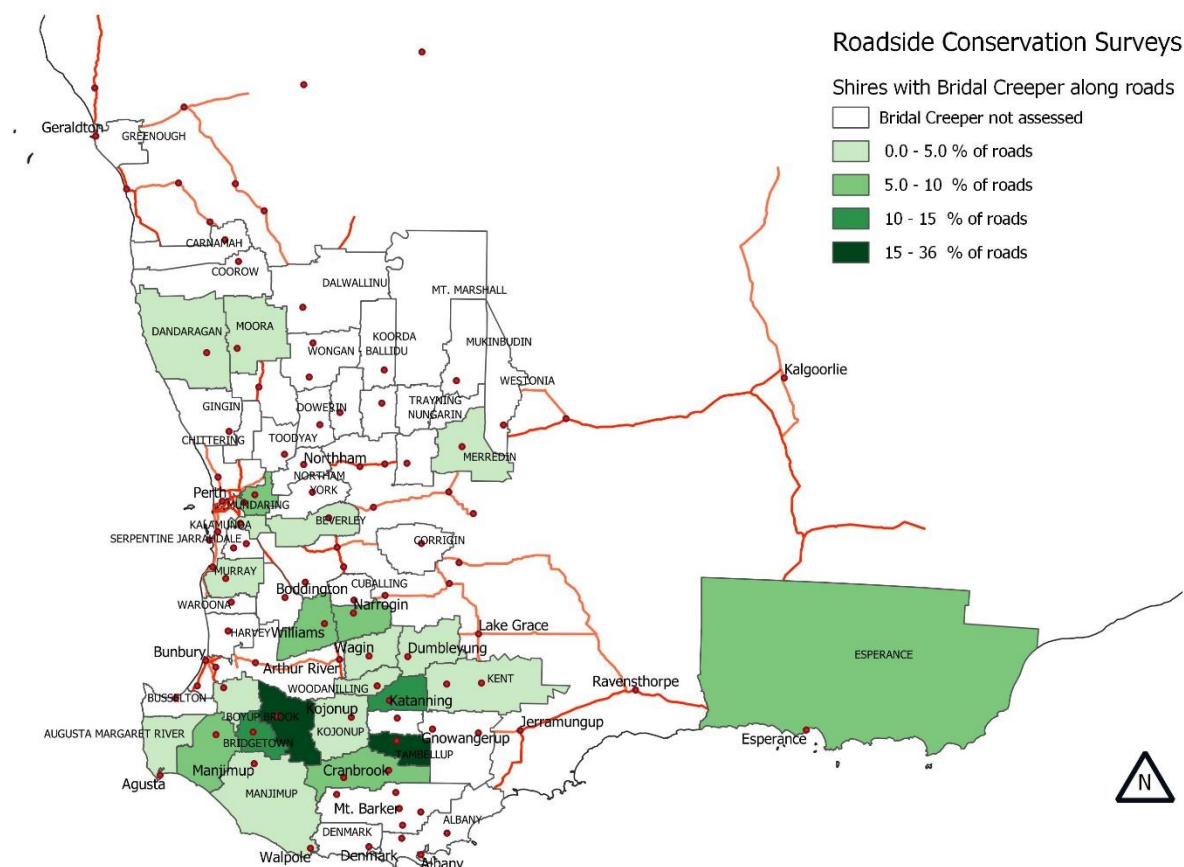 Roadside Conservation Surveys
Shires with Bridal Creeper along roads
Bridal Creeper not assessed
0.0 - 5.0 % of roads
5.0 - 10 % of roads
10 - 15 % of roads
15 - 36 % of roads
Geraldton
GREENOUGH
CARNAMAH
COOROW
DALWALLINU
MT. MARSHALL
DANDARAGAN
MOORA
KOORDA
WONGAN
BALLIDU
MUKINBUDIN
WESTONIA
Kalgoorlie
GINGIN
DOWERIN
TRAYNING
NUNGARIN
CHITTERING
TOODYAY
Northham
MERREDIN
NORTHAM
YORK
Perth
MUNDARING
KALAMUNDA
BEVERLEY
SERPENTINE JARRAHDALE
CORRIGIN
MURRAY
Boddington
CUBALLING
WAROONA
Narrogin
HARVEY
Williams
Lake Grace
Bunbury
Wagin
Dumbleyung
ESPERANCE
Arthur River
KENT
WOODANILLING
Ravensthorpe
BUSSELTON
Katanning
Kojonup
BOYUP BROOK
Jerramungup
AUGUSTA MARGARET RIVER
KOJONUP
Gnowangerup
Esperance
BRIDGETOWN
TAMBELLUP
Manjimup
Cranbrook
Agusta
MANJIMUP
N
Mt. Barker
ALBANY
DENMARK
Walpole
Denmark
Albany